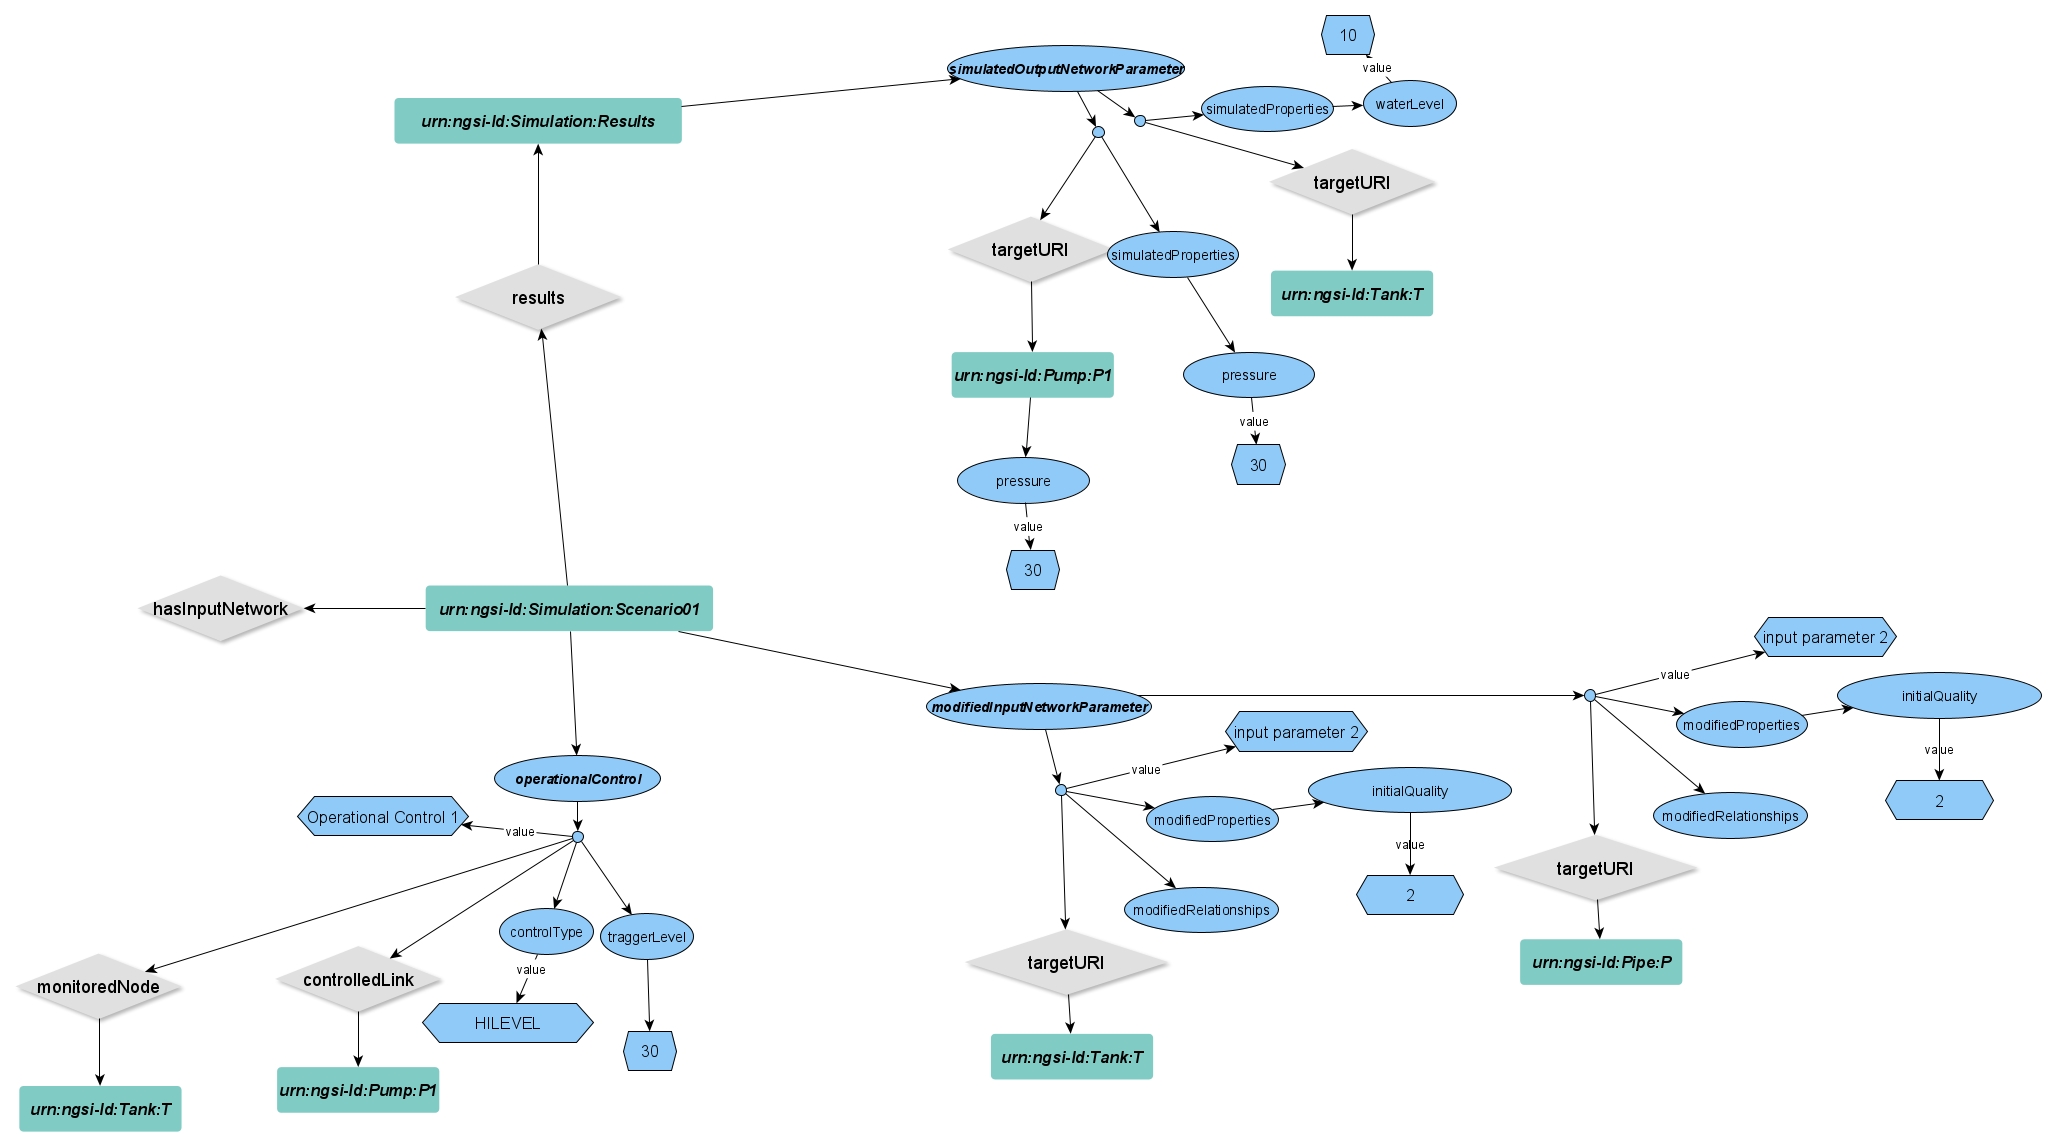 10
value
simulatedOutputNetworkParameter
simulatedProperties
waterLevel
urn:ngsi-ld:Simulation:Results
targetURI
targetURI
simulatedProperties
results
urn:ngsi-ld:Tank:T
urn:ngsi-ld:Pump:P1
pressure
value
pressure
30
value
30
hasInputNetwork
urn:ngsi-ld:Simulation:Scenario01
input parameter 2
value
modifiedInputNetworkParameter
initialQuality
modifiedProperties
input parameter 2
value
value
operationalControl
initialQuality
2
Operational Control 1
value
modifiedProperties
modifiedRelationships
value
targetURI
2
modifiedRelationships
controlType
traggerLevel
urn:ngsi-ld:Pipe:P
targetURI
value
controlledLink
monitoredNode
HILEVEL
30
urn:ngsi-ld:Tank:T
urn:ngsi-ld:Pump:P1
urn:ngsi-ld:Tank:T